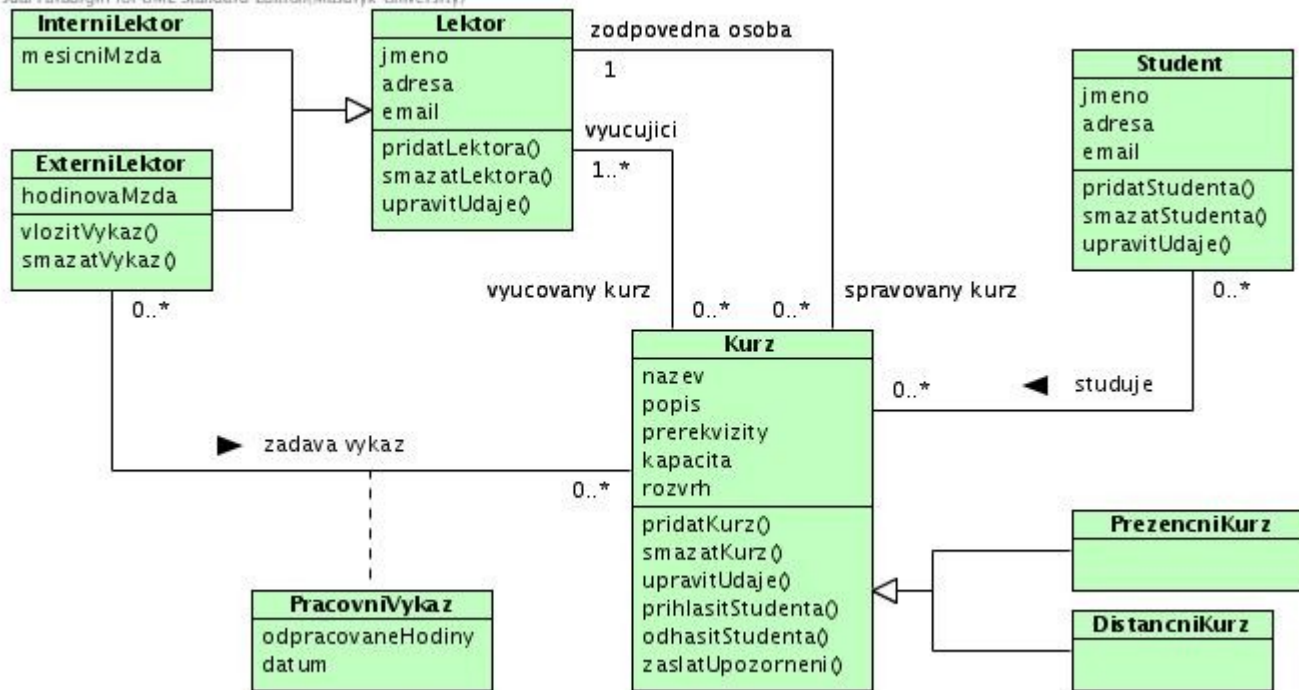 InterniLektor
mesicniMzda
ExterniLektor
hodinovaMzda
vlozitVykaz()
smazatVykaz()
0..*
Lektor
jmeno
adresa
email
pridatLektora()
smazatLektora()
upravitUdaje()
zodpovedna osoba
1
vyucujici
1..*
Student
jmeno
adresa
email
pridatStudenta()
smazatStudenta()
upravitUdaje()
0..*
vyucovany kurz
0..*
0..*
spravovany kurz
Kurz
nazev
popis
prerekvizity
kapacita
rozvrh
pridatKurz()
smazatKurz()
upravitUdaje()
prihlasitStudenta()
odhasitStudenta()
zaslatUpozorneni()
0..*
studuje
zadava vykaz
0..*
PracovniVykaz
odpracovaneHodiny
datum
PrezencniKurz
DistancniKurz